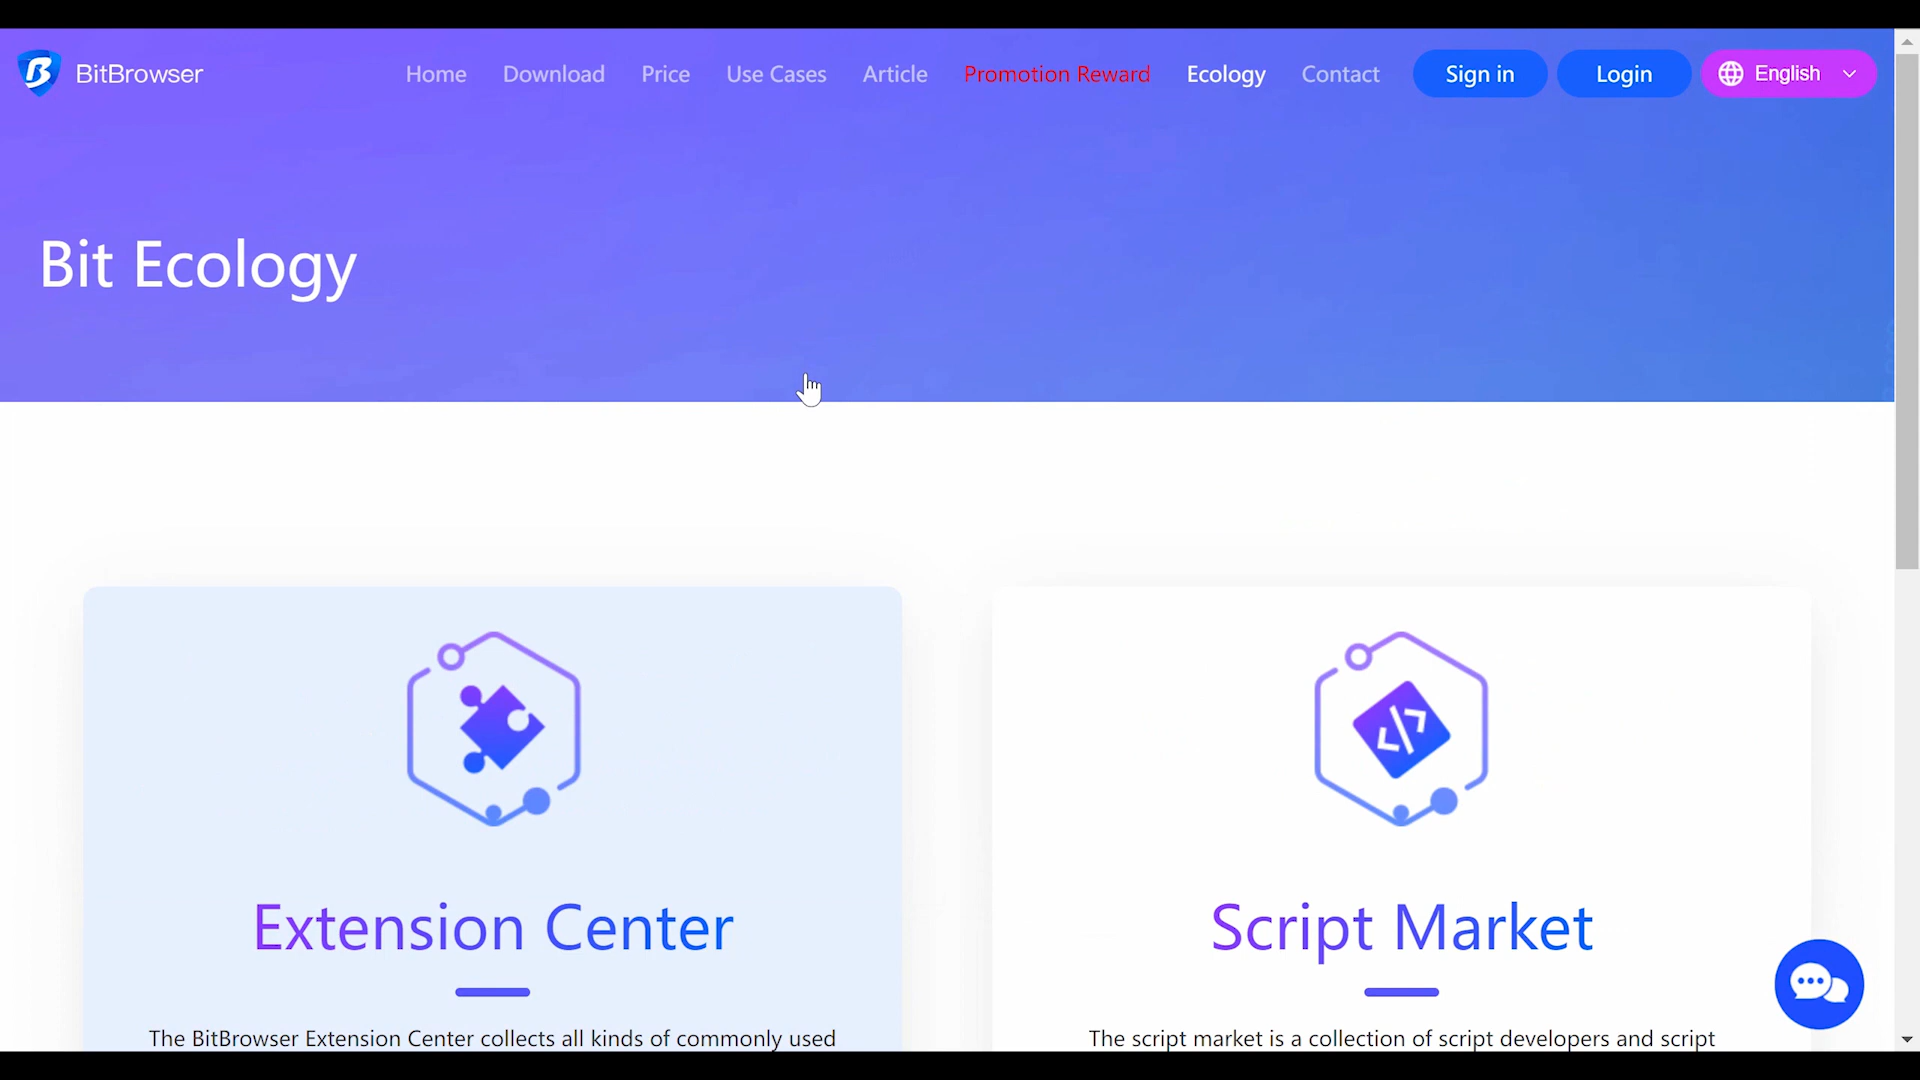 BitBrowser
Home Download Price Use Cases Article Promotion Reward Ecology Contact Sign in Login English
Bit Ecology
Extension Center
The BitBrowser Extension Center collects all kinds of commonly used
Script Market
The script market is a collection of script developers and script